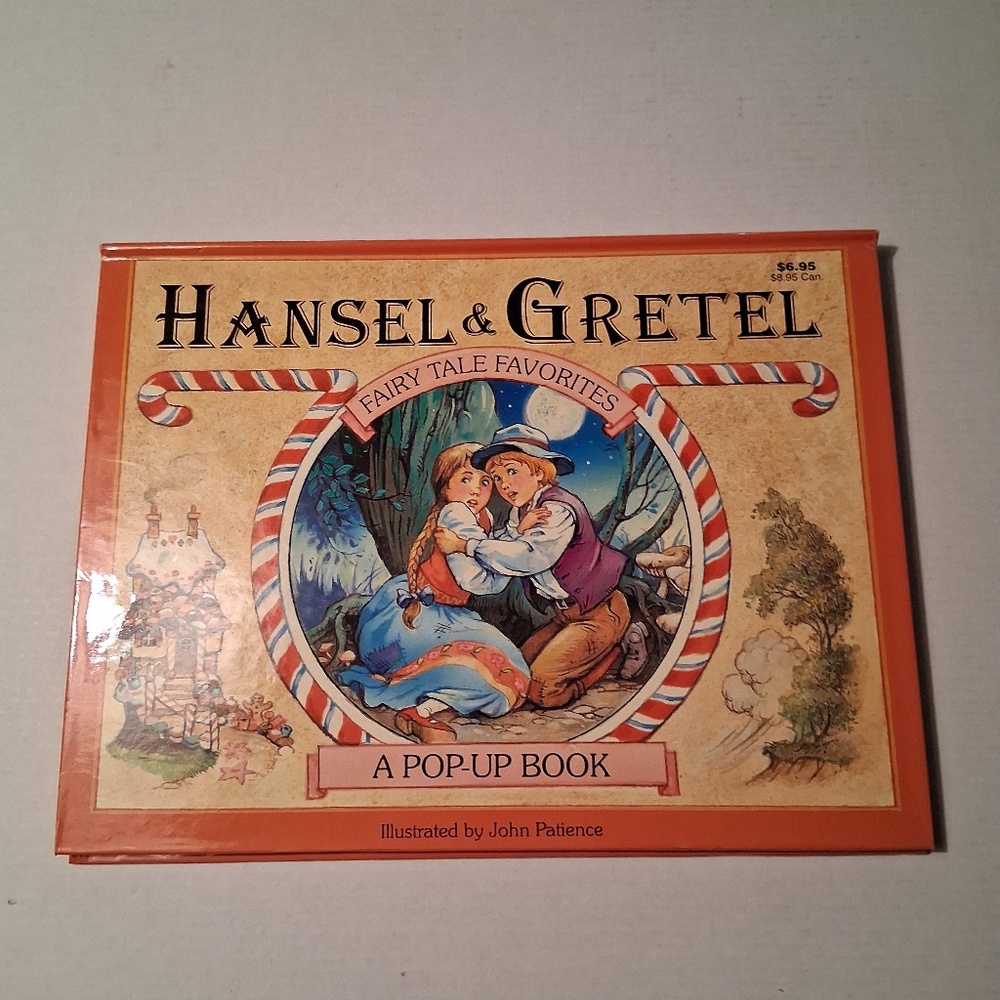 $6.95
$8.95 Can.
HANSEL & GRETEL
FAIRY TALE FAVORITES
A POP-UP BOOK
Illustrated by John Patience